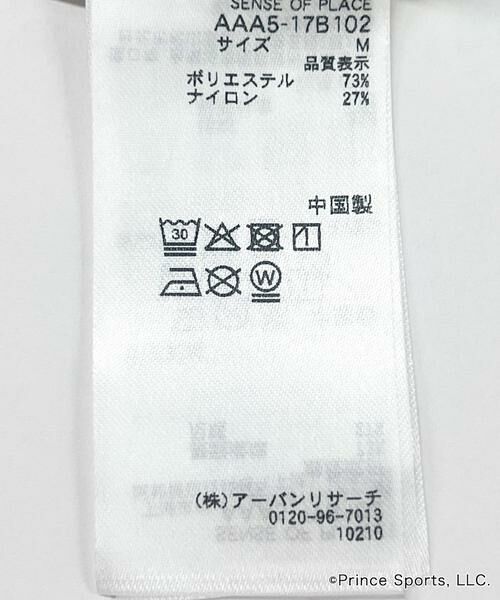 SENSE OF PLACE
AAA5-17B102
サイズ M
品質表示
ポリエステル 73%
ナイロン 27%
中国製
30
W
(株)アーバンリサーチ
0120-96-7013
10210
©Prince Sports, LLC.